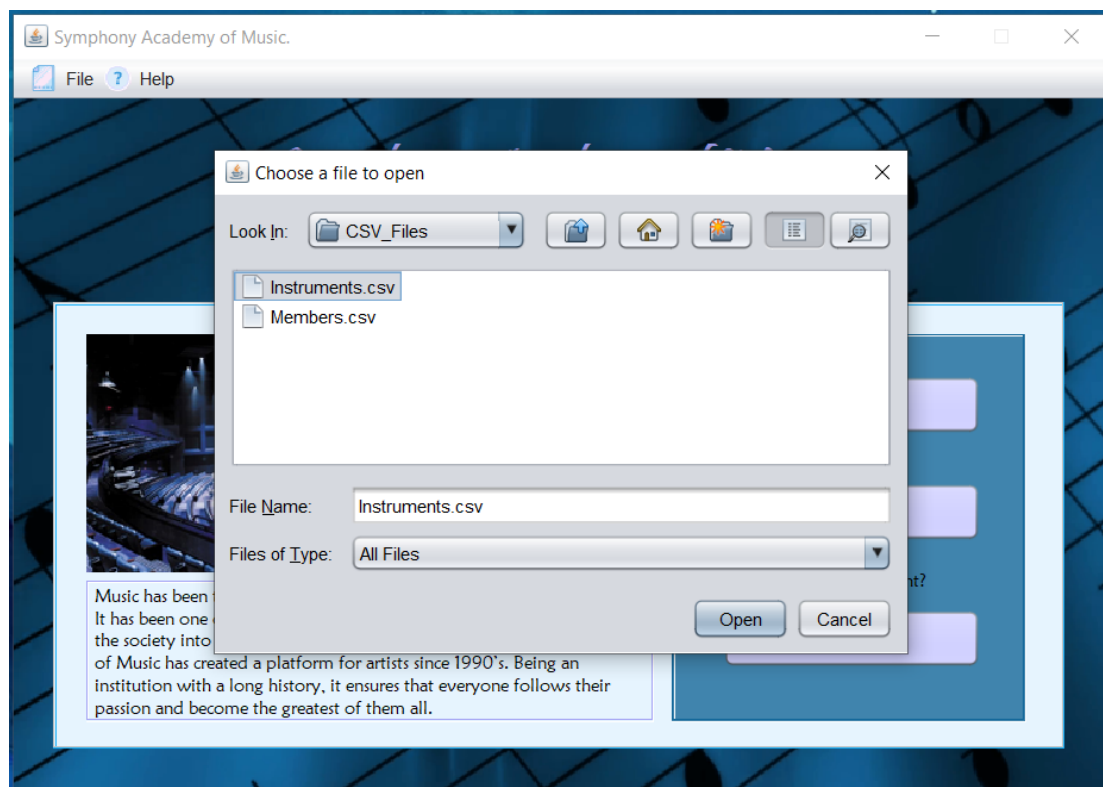 Symphony Academy of Music.
File Help
Choose a file to open
Look In: CSV_Files
Instruments.csv
Members.csv
File Name: Instruments.csv
Files of Type: All Files
Open Cancel
Music has been
It has been one
the society into
of Music has created a platform for artists since 1990`s. Being an
institution with a long history, it ensures that everyone follows their
passion and become the greatest of them all.